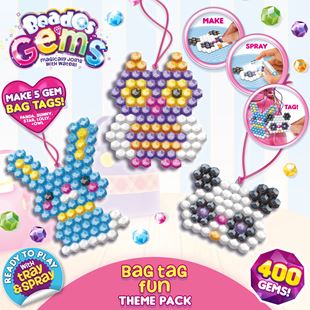 Beados
Gems
MAGICALLY JOINS
WITH WATER!
MAKE
SPRAY
TAG!
MAKE 5 GEM
BAG TAGS!
PANDA, BUNNY,
STAR, LOLLY,
+OWL
READY TO PLAY
WITH
tray
& SPRAY
BAG TAG
FUN
THEME PACK
400
GEMS!